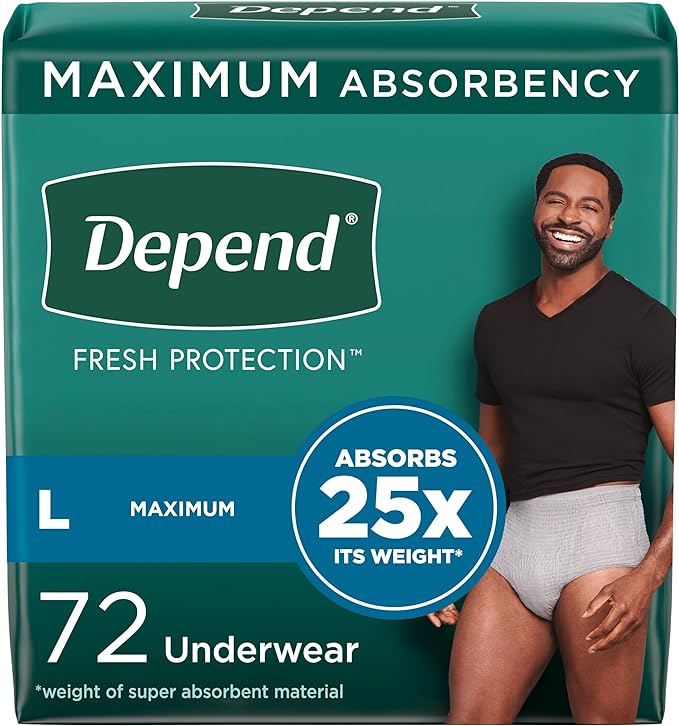 Depend
MAXIMUM ABSORBENCY
Depend®
FRESH PROTECTION™
ABSORBS
25x
ITS WEIGHT*
L MAXIMUM
72 Underwear
*weight of super absorbent material